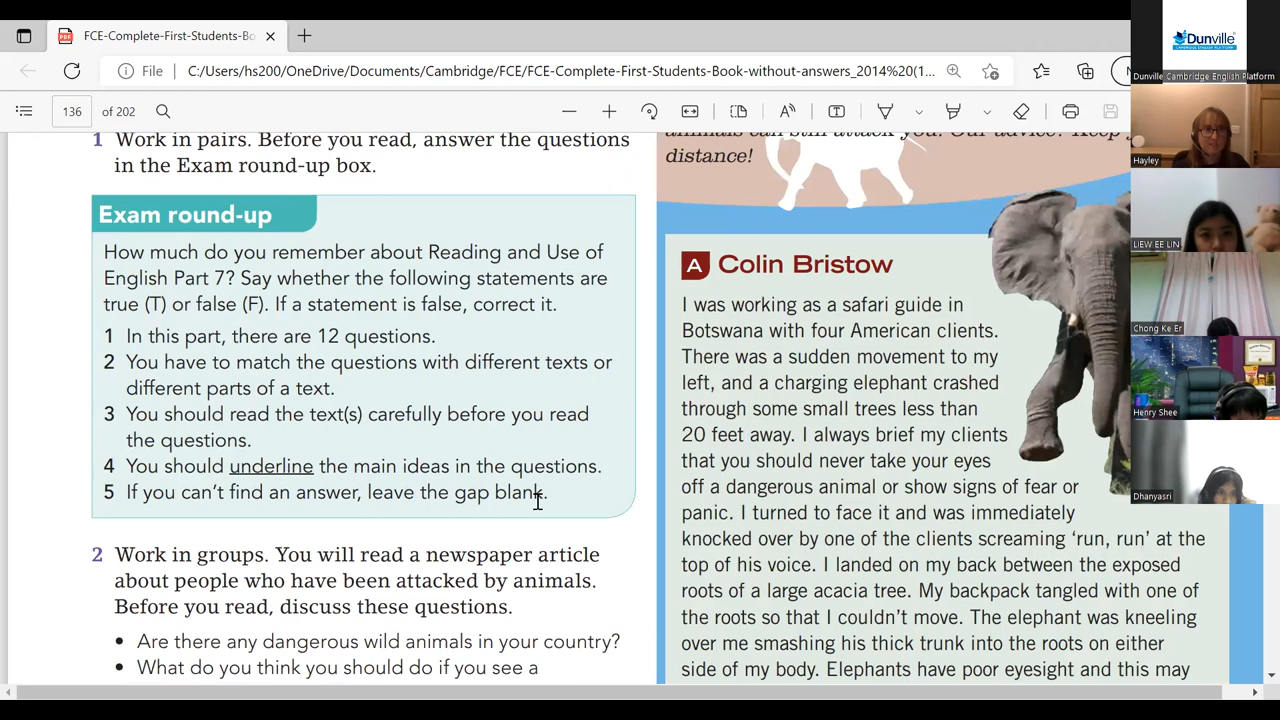 FCE-Complete-First-Students-Bo
File
C:/Users/hs200/OneDrive/Documents/Cambridge/FCE/FCE-Complete-First-Students-Book-without-answers_2014%20(1...
136 of 202
1 Work in pairs. Before you read, answer the questions
in the Exam round-up box.
Exam round-up
How much do you remember about Reading and Use of
English Part 7? Say whether the following statements are
true (T) or false (F). If a statement is false, correct it.
1 In this part, there are 12 questions.
2 You have to match the questions with different texts or
different parts of a text.
3 You should read the text(s) carefully before you read
the questions.
4 You should underline the main ideas in the questions.
5 If you can't find an answer, leave the gap blank.
2 Work in groups. You will read a newspaper article
about people who have been attacked by animals.
Before you read, discuss these questions.
• Are there any dangerous wild animals in your country?
• What do you think you should do if you see a
animals can still attack you! Our advice? Keep
distance!
A Colin Bristow
I was working as a safari guide in
Botswana with four American clients.
There was a sudden movement to my
left, and a charging elephant crashed
through some small trees less than
20 feet away. I always brief my clients
that you should never take your eyes
off a dangerous animal or show signs of fear or
panic. I turned to face it and was immediately
knocked over by one of the clients screaming 'run, run' at the
top of his voice. I landed on my back between the exposed
roots of a large acacia tree. My backpack tangled with one of
the roots so that I couldn't move. The elephant was kneeling
over me smashing his thick trunk into the roots on either
side of my body. Elephants have poor eyesight and this may
Dunville
CAMBRIDGE ENGLISH PLATFORM
Dunville Cambridge English Platform
Hayley
LIEW EE LIN
Chong Ke Er
Henry Shee
Dhanyasri